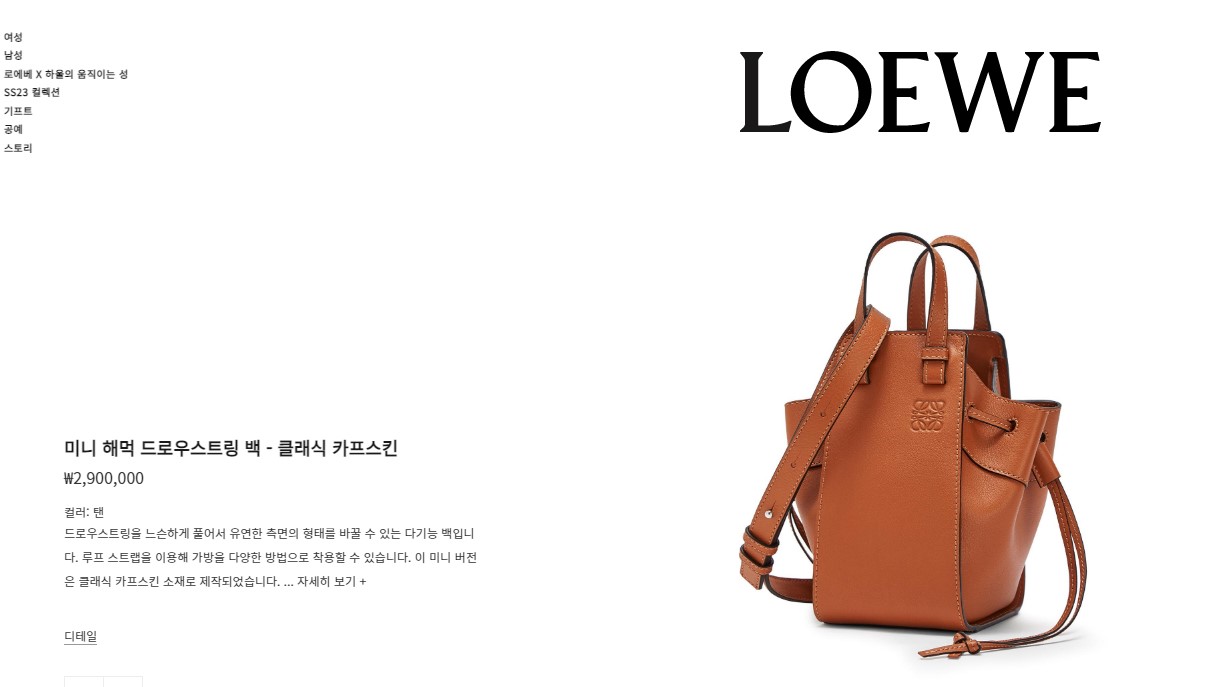 여성
남성
로에베 X 하울의 움직이는 성
SS23 컬렉션
기프트
공예
스토리
LOEWE
미니 해먹 드로우스트링 백 - 클래식 카프스킨
₩2,900,000
컬러: 탠
드로우스트링을 느슨하게 풀어서 유연한 측면의 형태를 바꿀 수 있는 다기능 백입니
다. 루프 스트랩을 이용해 가방을 다양한 방법으로 착용할 수 있습니다. 이 미니 버전
은 클래식 카프스킨 소재로 제작되었습니다. ... 자세히 보기 +
디테일